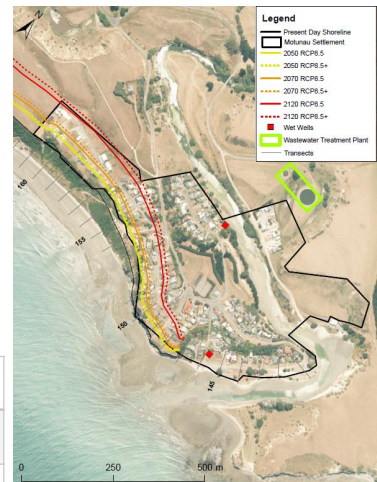 Legend
Present Day Shoreline
Motunau Settlement
2050 RCP8.5
2050 RCP8.5+
2070 RCP8.5
2070 RCP8.5+
2120 RCP8.5
2120 RCP8.5+
Wet Wells
Wastewater Treatment Plant
Transects
160
155
150
145
0 250 500 m